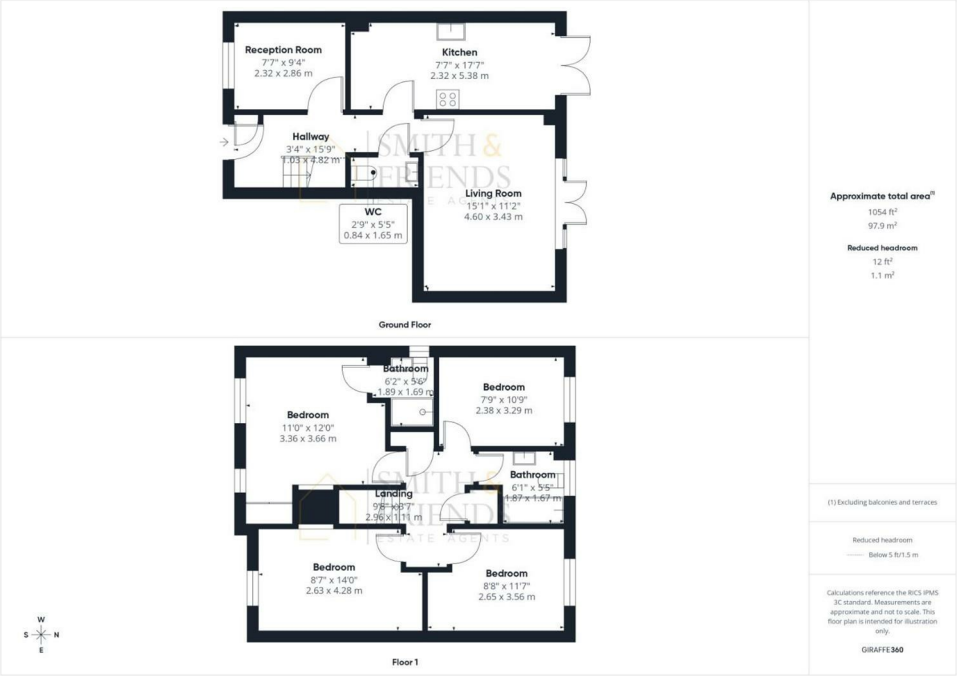 Reception Room
7'7" x 9'4"
2.32 x 2.86 m
Kitchen
7'7" x 17'7"
2.32 x 5.38 m
Hallway
3'4" x 15'9"
1.03 x 4.82 m
SMITH &
FRIENDS
ESTATE AGENTS
Living Room
15'1" x 11'2"
4.60 x 3.43 m
WC
2'9" x 5'5"
0.84 x 1.65 m
Ground Floor
Bathroom
6'2" x 5'6"
1.89 x 1.69 m
Bedroom
7'9" x 10'9"
2.38 x 3.29 m
Bedroom
11'0" x 12'0"
3.36 x 3.66 m
Bathroom
6'1" x 5'5"
1.87 x 1.67 m
SMITH &
FRIENDS
ESTATE AGENTS
Landing
9'8" x 3'7"
2.96 x 1.11 m
Bedroom
8'7" x 14'0"
2.63 x 4.28 m
Bedroom
8'8" x 11'7"
2.65 x 3.56 m
W
S N
E
Floor 1
Approximate total area(1)
1054 ft²
97.9 m²
Reduced headroom
12 ft²
1.1 m²
(1) Excluding balconies and terraces
Reduced headroom
Below 5 ft/1.5 m
Calculations reference the RICS IPMS
3C standard. Measurements are
approximate and not to scale. This
floor plan is intended for illustration
only.
GIRAFFE360